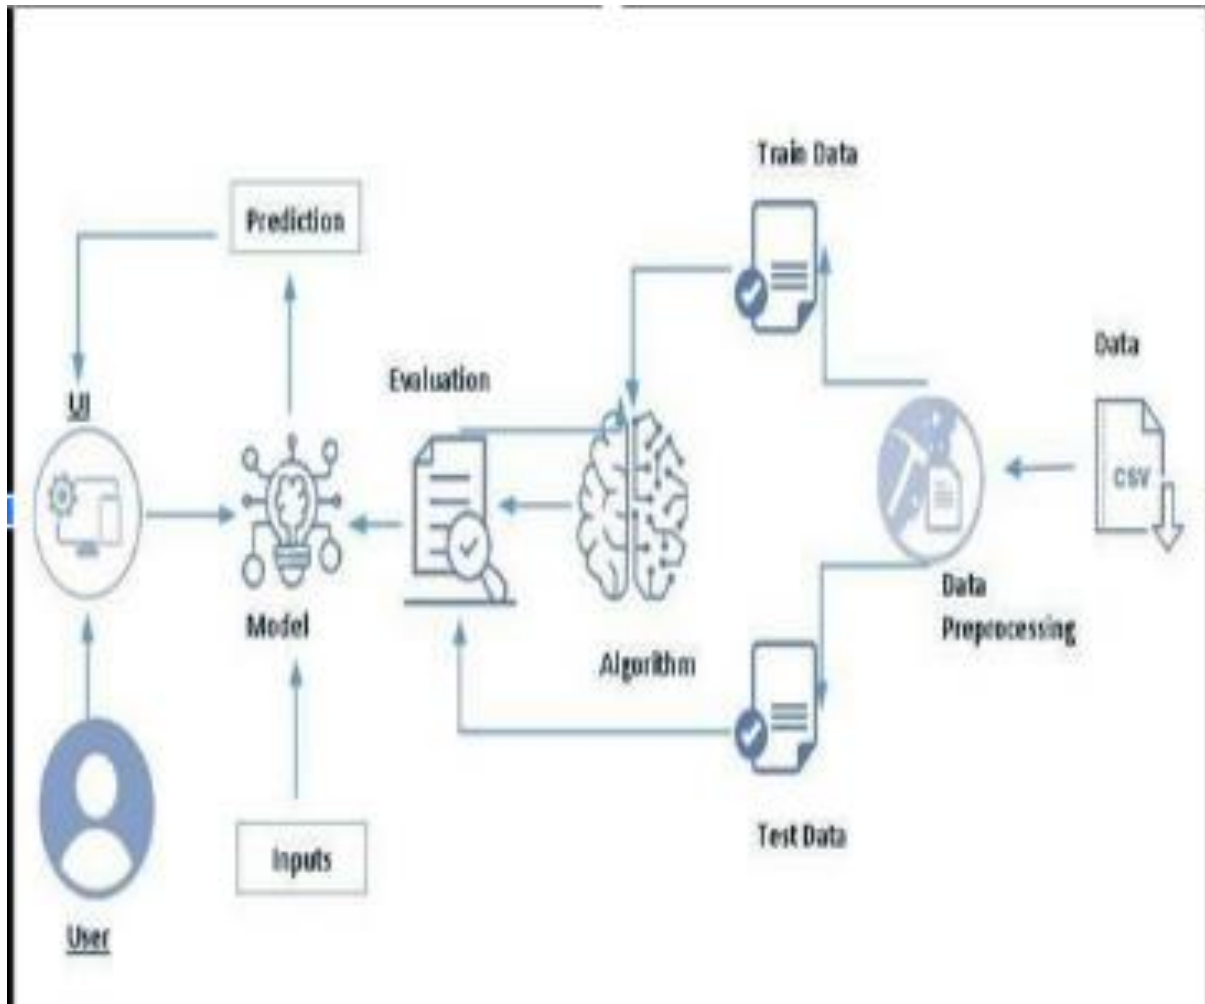 Train Data
Prediction
Data
Evaluation
UI
CSV
Data
Preprocessing
Model
Algorithm
Test Data
Inputs
User